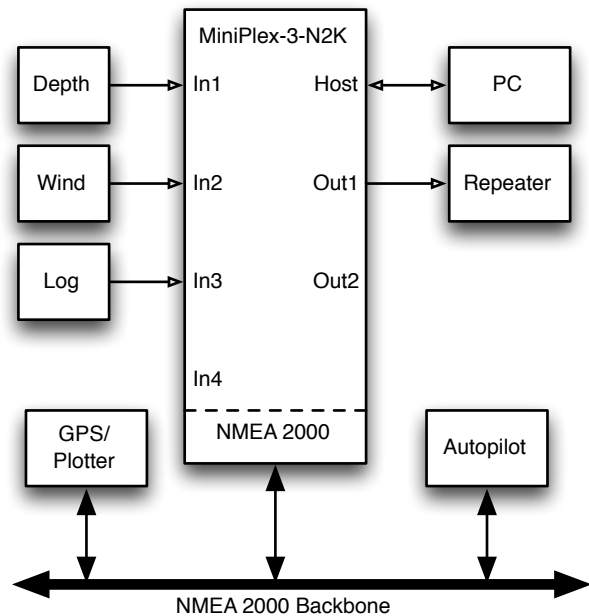 MiniPlex-3-N2K
Depth
In1
Host
PC
Wind
In2
Out1
Repeater
Log
In3
Out2
In4
GPS/
Plotter
NMEA 2000
Autopilot
NMEA 2000 Backbone